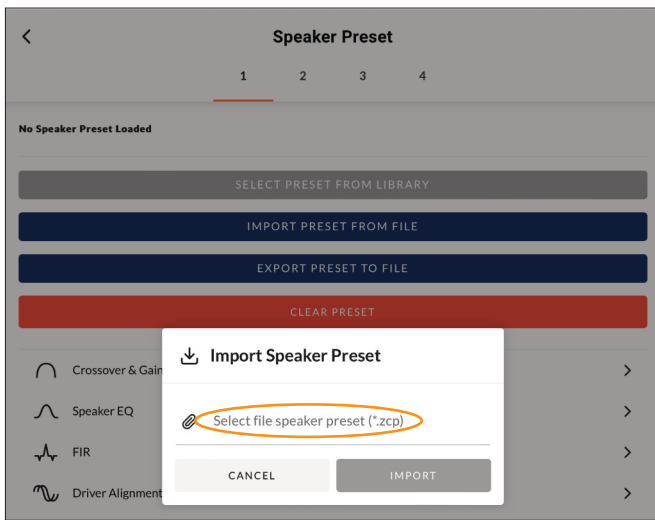 Speaker Preset
1 2 3 4
No Speaker Preset Loaded
SELECT PRESET FROM LIBRARY
IMPORT PRESET FROM FILE
EXPORT PRESET TO FILE
CLEAR PRESET
Import Speaker Preset
Select file speaker preset (*.zcp)
CANCEL IMPORT
Crossover & Gain
Speaker EQ
FIR
Driver Alignment